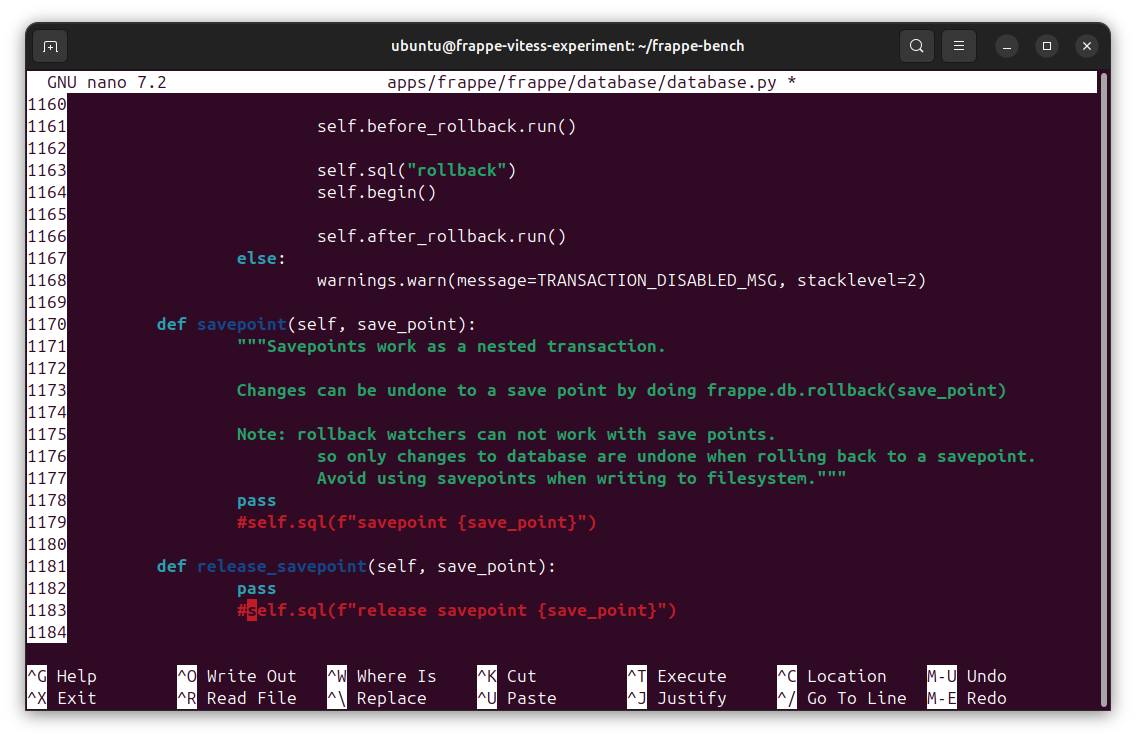 ubuntu@frappe-vitess-experiment: ~/frappe-bench
GNU nano 7.2 apps/frappe/frappe/database/database.py *
1160
1161 self.before_rollback.run()
1162
1163 self.sql("rollback")
1164 self.begin()
1165
1166 self.after_rollback.run()
1167 else:
1168 warnings.warn(message=TRANSACTION_DISABLED_MSG, stacklevel=2)
1169
1170 def savepoint(self, save_point):
1171 """Savepoints work as a nested transaction.
1172
1173 Changes can be undone to a save point by doing frappe.db.rollback(save_point)
1174
1175 Note: rollback watchers can not work with save points.
1176 so only changes to database are undone when rolling back to a savepoint.
1177 Avoid using savepoints when writing to filesystem."""
1178 pass
1179 #self.sql(f"savepoint {save_point}")
1180
1181 def release_savepoint(self, save_point):
1182 pass
1183 #self.sql(f"release savepoint {save_point}")
1184
^G Help ^O Write Out ^W Where Is ^K Cut ^T Execute ^C Location M-U Undo
^X Exit ^R Read File ^\ Replace ^U Paste ^J Justify ^/ Go To Line M-E Redo